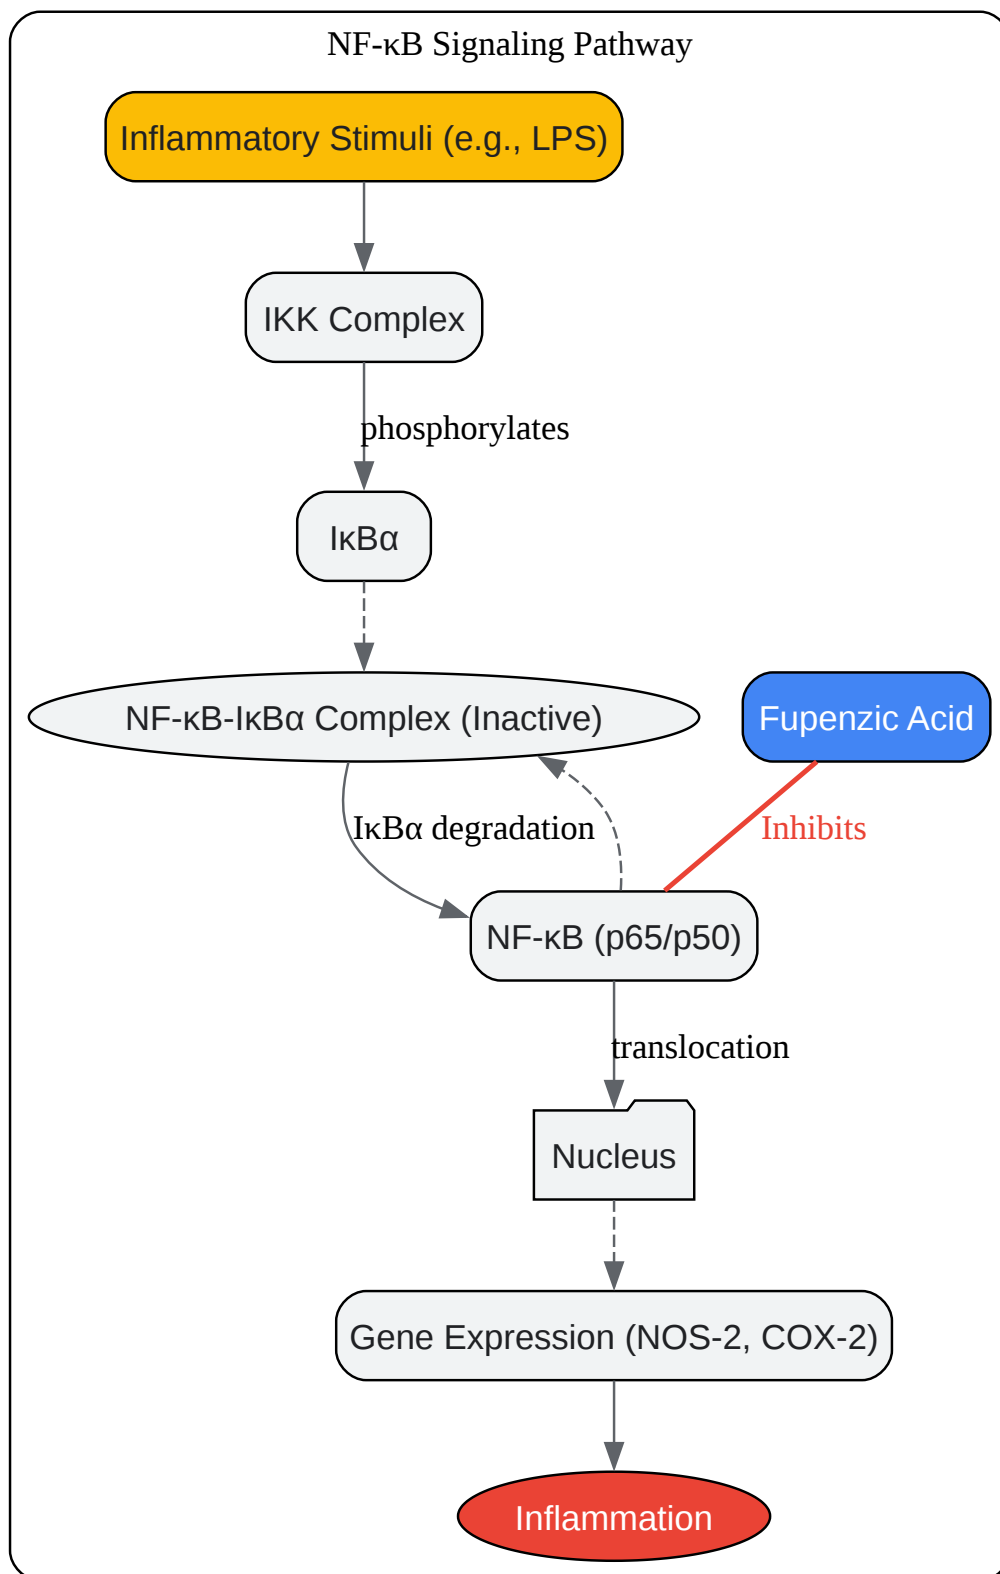 NF-κB Signaling Pathway
Inflammatory Stimuli (e.g., LPS)
IKK Complex
phosphorylates
IκBα
NF-κB-IκBα Complex (Inactive)
Fupenzic Acid
IκBα degradation
Inhibits
NF-κB (p65/p50)
translocation
Nucleus
Gene Expression (NOS-2, COX-2)
Inflammation